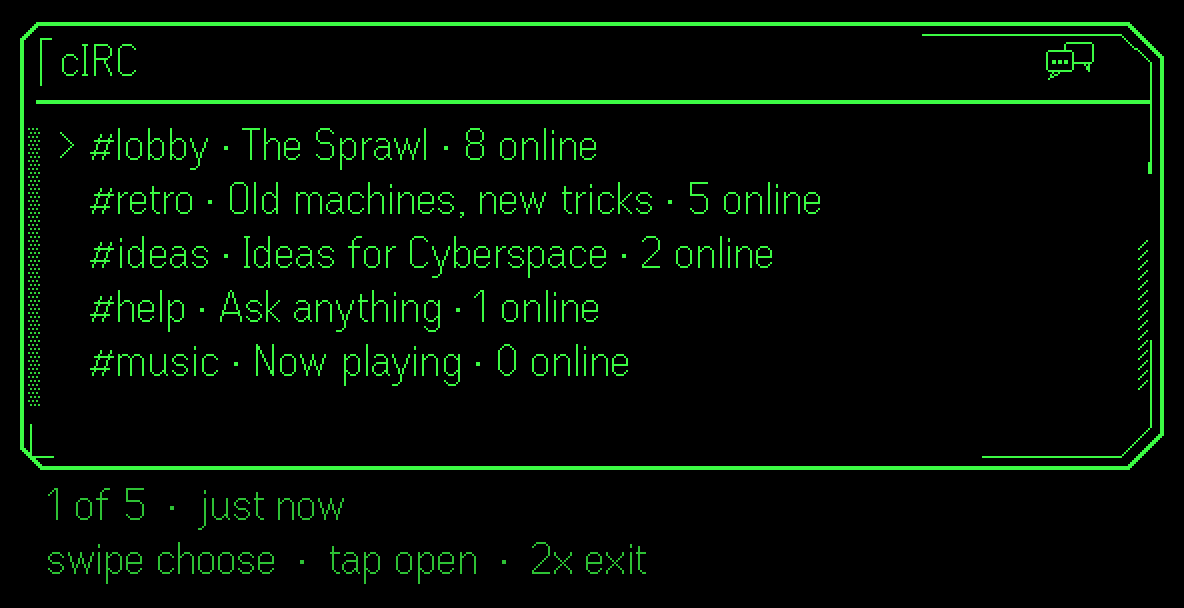 cIRC
> #lobby · The Sprawl · 8 online
#retro · Old machines, new tricks · 5 online
#ideas · Ideas for Cyberspace · 2 online
#help · Ask anything · 1 online
#music · Now playing · 0 online
1 of 5 · just now
swipe choose · tap open · 2x exit